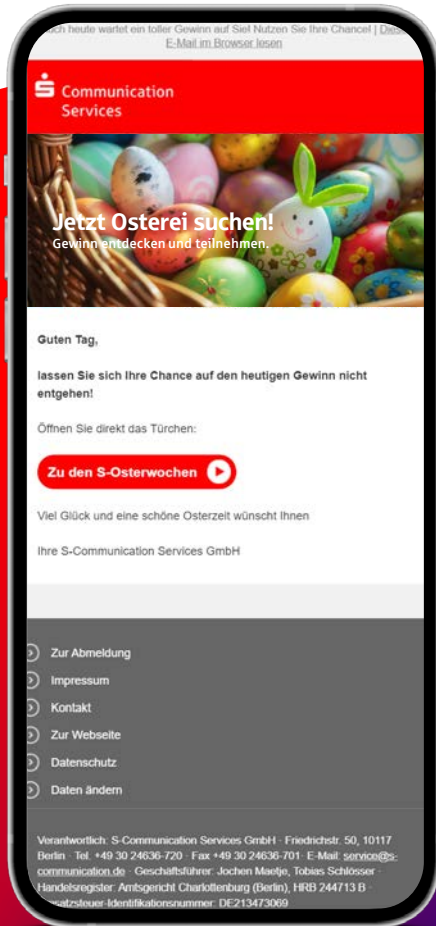 och heute wartet ein toller Gewinn auf Sie! Nutzen Sie Ihre Chance! | Diese
E-Mail im Browser lesen
Communication
Services
Jetzt Osterei suchen!
Gewinn entdecken und teilnehmen.
Guten Tag,
lassen Sie sich Ihre Chance auf den heutigen Gewinn nicht
entgehen!
Öffnen Sie direkt das Türchen:
Zu den S-Osterwochen
Viel Glück und eine schöne Osterzeit wünscht Ihnen
Ihre S-Communication Services GmbH
Zur Abmeldung
Impressum
Kontakt
Zur Webseite
Datenschutz
Daten ändern
Verantwortlich: S-Communication Services GmbH · Friedrichstr. 50, 10117
Berlin · Tel. +49 30 24636-720 · Fax +49 30 24636-701 · E-Mail: service@s-
communication.de · Geschäftsführer: Jochen Maetje, Tobias Schlösser ·
Handelsregister: Amtsgericht Charlottenburg (Berlin), HRB 244713 B ·
satzsteuer-Identifikationsnummer: DE213473069